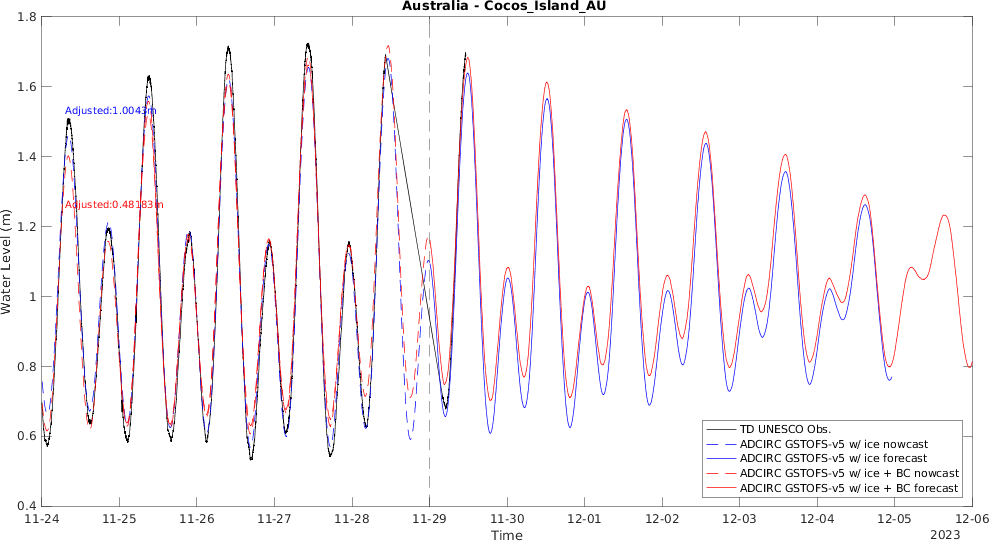 Australia - Cocos_Island_AU
1.8
1.6
1.4
1.2
1
0.8
0.6
0.4
Water Level (m)
Adjusted:1.0043m
Adjusted:0.48183m
TD UNESCO Obs.
ADCIRC GSTOFS-v5 w/ ice nowcast
ADCIRC GSTOFS-v5 w/ ice forecast
ADCIRC GSTOFS-v5 w/ ice + BC nowcast
ADCIRC GSTOFS-v5 w/ ice + BC forecast
11-24 11-25 11-26 11-27 11-28 11-29 11-30 12-01 12-02 12-03 12-04 12-05 12-06
Time
2023